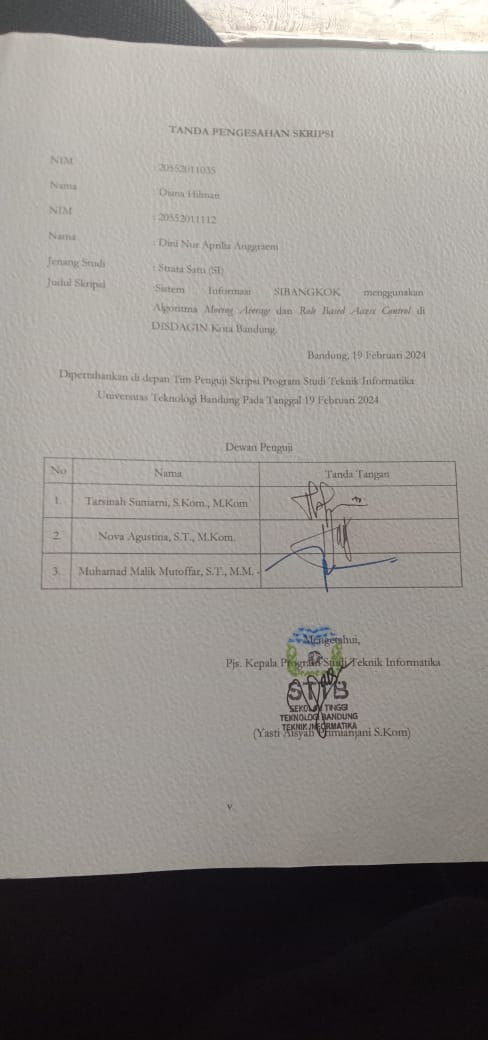 TANDA PENGESAHAN SKRIPSI
NIM : 20552011035
Nama : Diana Hilman
NIM : 20552011112
Nama : Dini Nur Aprilia Anggraeni
Jenang Studi : Strata Satu (SI)
Judul Skripsi : Sistem Informasi SIBANGKOK menggunakan
Algoritma Moving Average dan Role Based Access Control di
DISDAGIN Kota Bandung.
Bandung, 19 Februari 2024
Dipertahankan di depan Tim Penguji Skripsi Program Studi Teknik Informatika
Universitas Teknologi Bandung Pada Tanggal 19 Februari 2024
Dewan Penguji
No Nama Tanda Tangan
1. Tarsinah Sumarni, S.Kom., M.Kom
2. Nova Agustina, S.T., M.Kom.
3. Muhamad Malik Mutoffar, S.T., M.M.
Mengetahui,
Pjs. Kepala Program Studi Teknik Informatika
STTB
SEKOLAH TINGGI
TEKNOLOGI BANDUNG
TEKNIK INFORMATIKA
(Yasti Aisyah S.Kom)
v